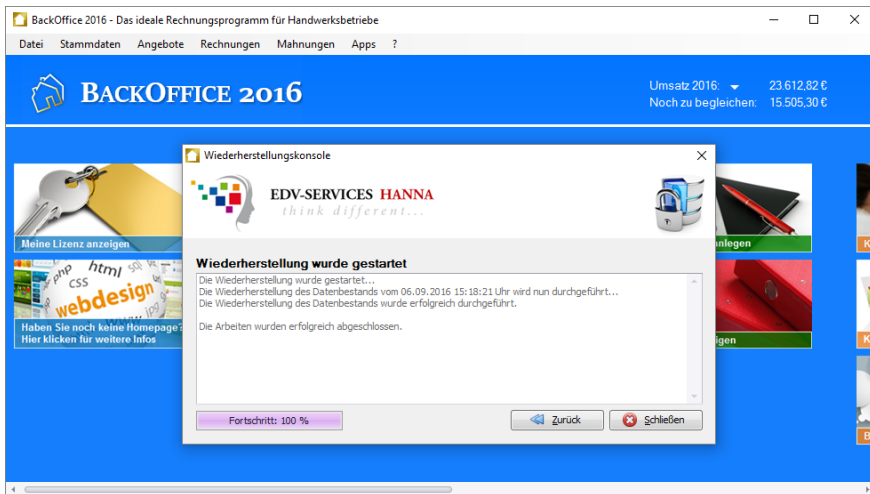 BackOffice 2016 - Das ideale Rechnungsprogramm für Handwerksbetriebe
Datei Stammdaten Angebote Rechnungen Mahnungen Apps ?
BACKOFFICE 2016
Umsatz 2016: 23.612,82 €
Noch zu begleichen: 15.505,30 €
Wiederherstellungskonsole
EDV-SERVICES HANNA
think different...
Meine Lizenz anzeigen
nlegen
K
Wiederherstellung wurde gestartet
Die Wiederherstellung wurde gestartet...
Die Wiederherstellung des Datenbestands vom 06.09.2016 15:18:21 Uhr wird nun durchgeführt...
Die Wiederherstellung des Datenbestands wurde erfolgreich durchgeführt.
Die Arbeiten wurden erfolgreich abgeschlossen.
php html sql
css
webdesign
www jpg
Haben Sie noch keine Homepage?
Hier klicken für weitere Infos
igen
K
Fortschritt: 100 %
Zurück
Schließen
B